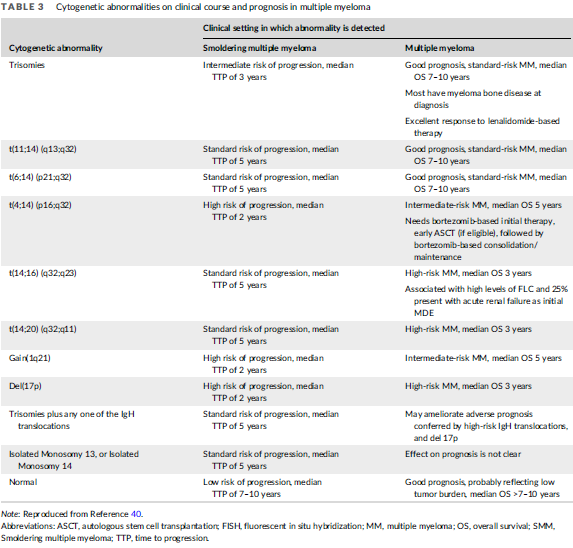 TABLE 3 Cytogenetic abnormalities on clinical course and prognosis in multiple myeloma
Clinical setting in which abnormality is detected
Cytogenetic abnormality Smoldering multiple myeloma Multiple myeloma
Trisomies Intermediate risk of progression, median Good prognosis, standard-risk MM, median
TTP of 3 years OS 7–10 years
Most have myeloma bone disease at
diagnosis
Excellent response to lenalidomide-based
therapy
t(11;14) (q13;q32) Standard risk of progression, median Good prognosis, standard-risk MM, median
TTP of 5 years OS 7–10 years
t(6;14) (p21;q32) Standard risk of progression, median Good prognosis, standard-risk MM, median
TTP of 5 years OS 7–10 years
t(4;14) (p16;q32) High risk of progression, median Intermediate-risk MM, median OS 5 years
TTP of 2 years Needs bortezomib-based initial therapy,
early ASCT (if eligible), followed by
bortezomib-based consolidation/
maintenance
t(14;16) (q32;q23) Standard risk of progression, median High-risk MM, median OS 3 years
TTP of 5 years Associated with high levels of FLC and 25%
present with acute renal failure as initial
MDE
t(14;20) (q32;q11) Standard risk of progression, median High-risk MM, median OS 3 years
TTP of 5 years
Gain(1q21) High risk of progression, median Intermediate-risk MM, median OS 5 years
TTP of 2 years
Del(17p) High risk of progression, median High-risk MM, median OS 3 years
TTP of 2 years
Trisomies plus any one of the IgH Standard risk of progression, median May ameliorate adverse prognosis
translocations TTP of 5 years conferred by high-risk IgH translocations,
and del 17p
Isolated Monosomy 13, or Isolated Standard risk of progression, median Effect on prognosis is not clear
Monosomy 14 TTP of 5 years
Normal Low risk of progression, median Good prognosis, probably reflecting low
TTP of 7–10 years tumor burden, median OS >7–10 years
Note: Reproduced from Reference 40.
Abbreviations: ASCT, autologous stem cell transplantation; FISH, fluorescent in situ hybridization; MM, multiple myeloma; OS, overall survival; SMM,
Smoldering multiple myeloma; TTP, time to progression.